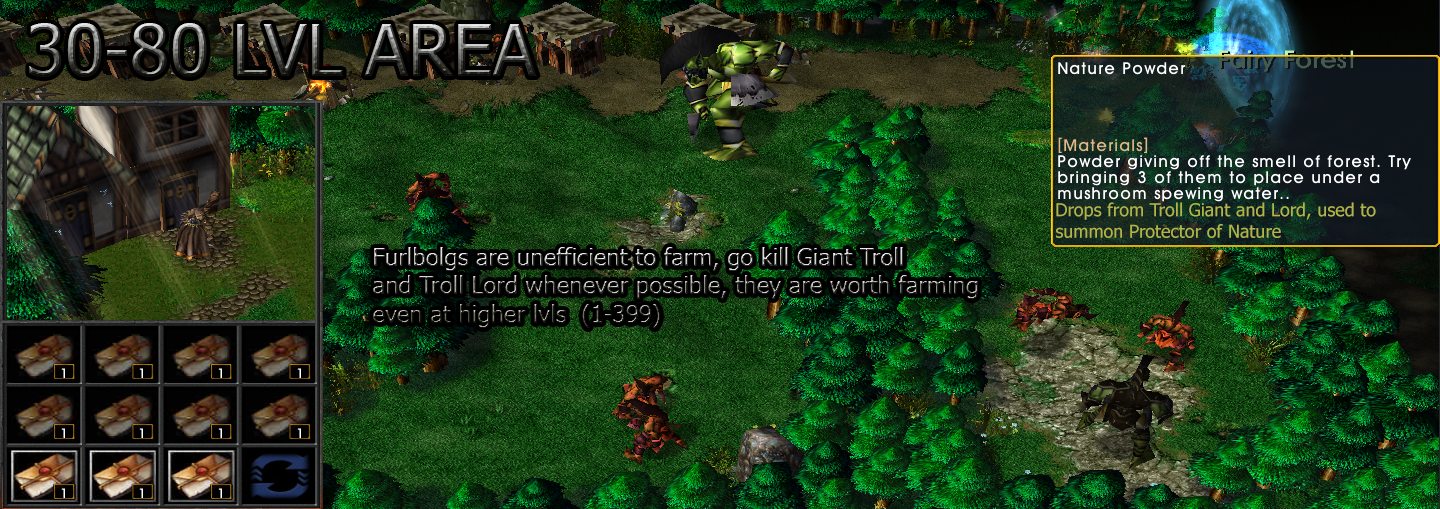 30-80 LVL AREA
Fairy Forest
Nature Powder
[Materials]
Powder giving off the smell of forest. Try
bringing 3 of them to place under a
mushroom spewing water..
Drops from Troll Giant and Lord, used to
summon Protector of Nature
Furlbolgs are unefficient to farm, go kill Giant Troll
and Troll Lord whenever possible, they are worth farming
even at higher lvls (1-399)
1 1 1 1
1 1 1 1
1 1 1